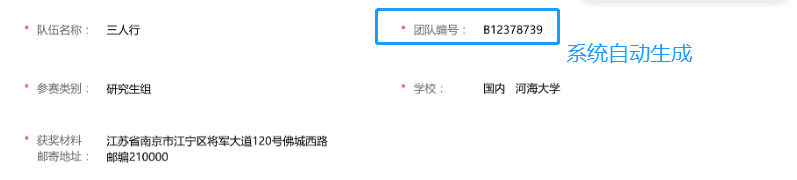 * 队伍名称： 三人行 * 团队编号： B12378739
系统自动生成
* 参赛类别： 研究生组 * 学校： 国内 河海大学
* 获奖材料 江苏省南京市江宁区将军大道120号佛城西路
邮寄地址： 邮编210000